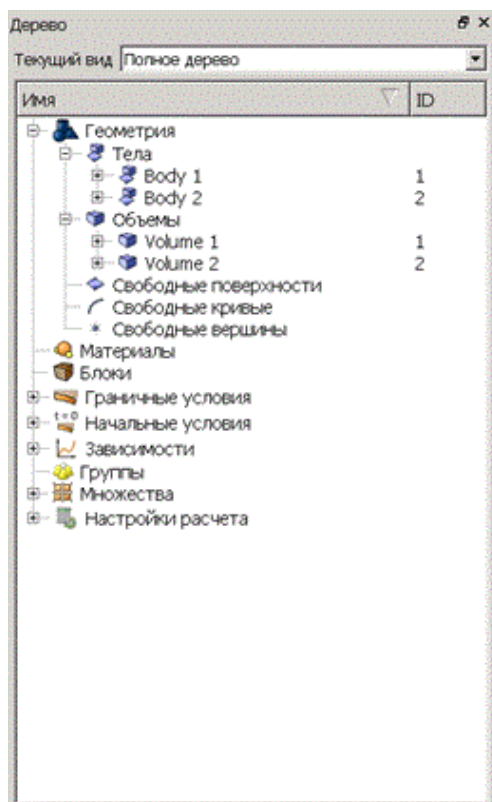 Дерево
Текущий вид Полное дерево
Имя ID
Геометрия
Тела
Body 1 1
Body 2 2
Объемы
Volume 1 1
Volume 2 2
Свободные поверхности
Свободные кривые
Свободные вершины
Материалы
Блоки
Граничные условия
t=0 Начальные условия
Зависимости
Группы
Множества
Настройки расчета